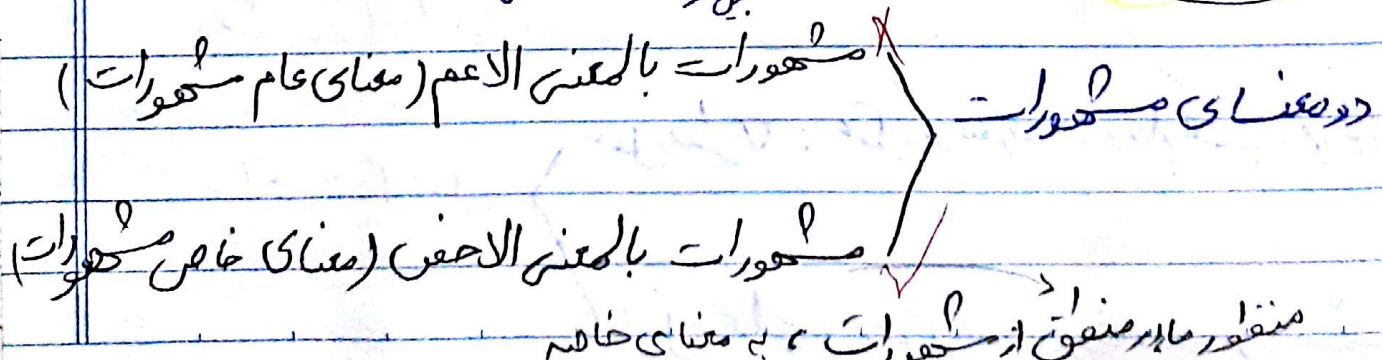 مشهورات بالمعنی الاعم (معنای عام مشهورات)
دو معنای مشهورات
مشهورات بالمعنی الاخص (معنای خاص مشهورات)
منظور ما در منطق از مشهورات، به معنای خاصه